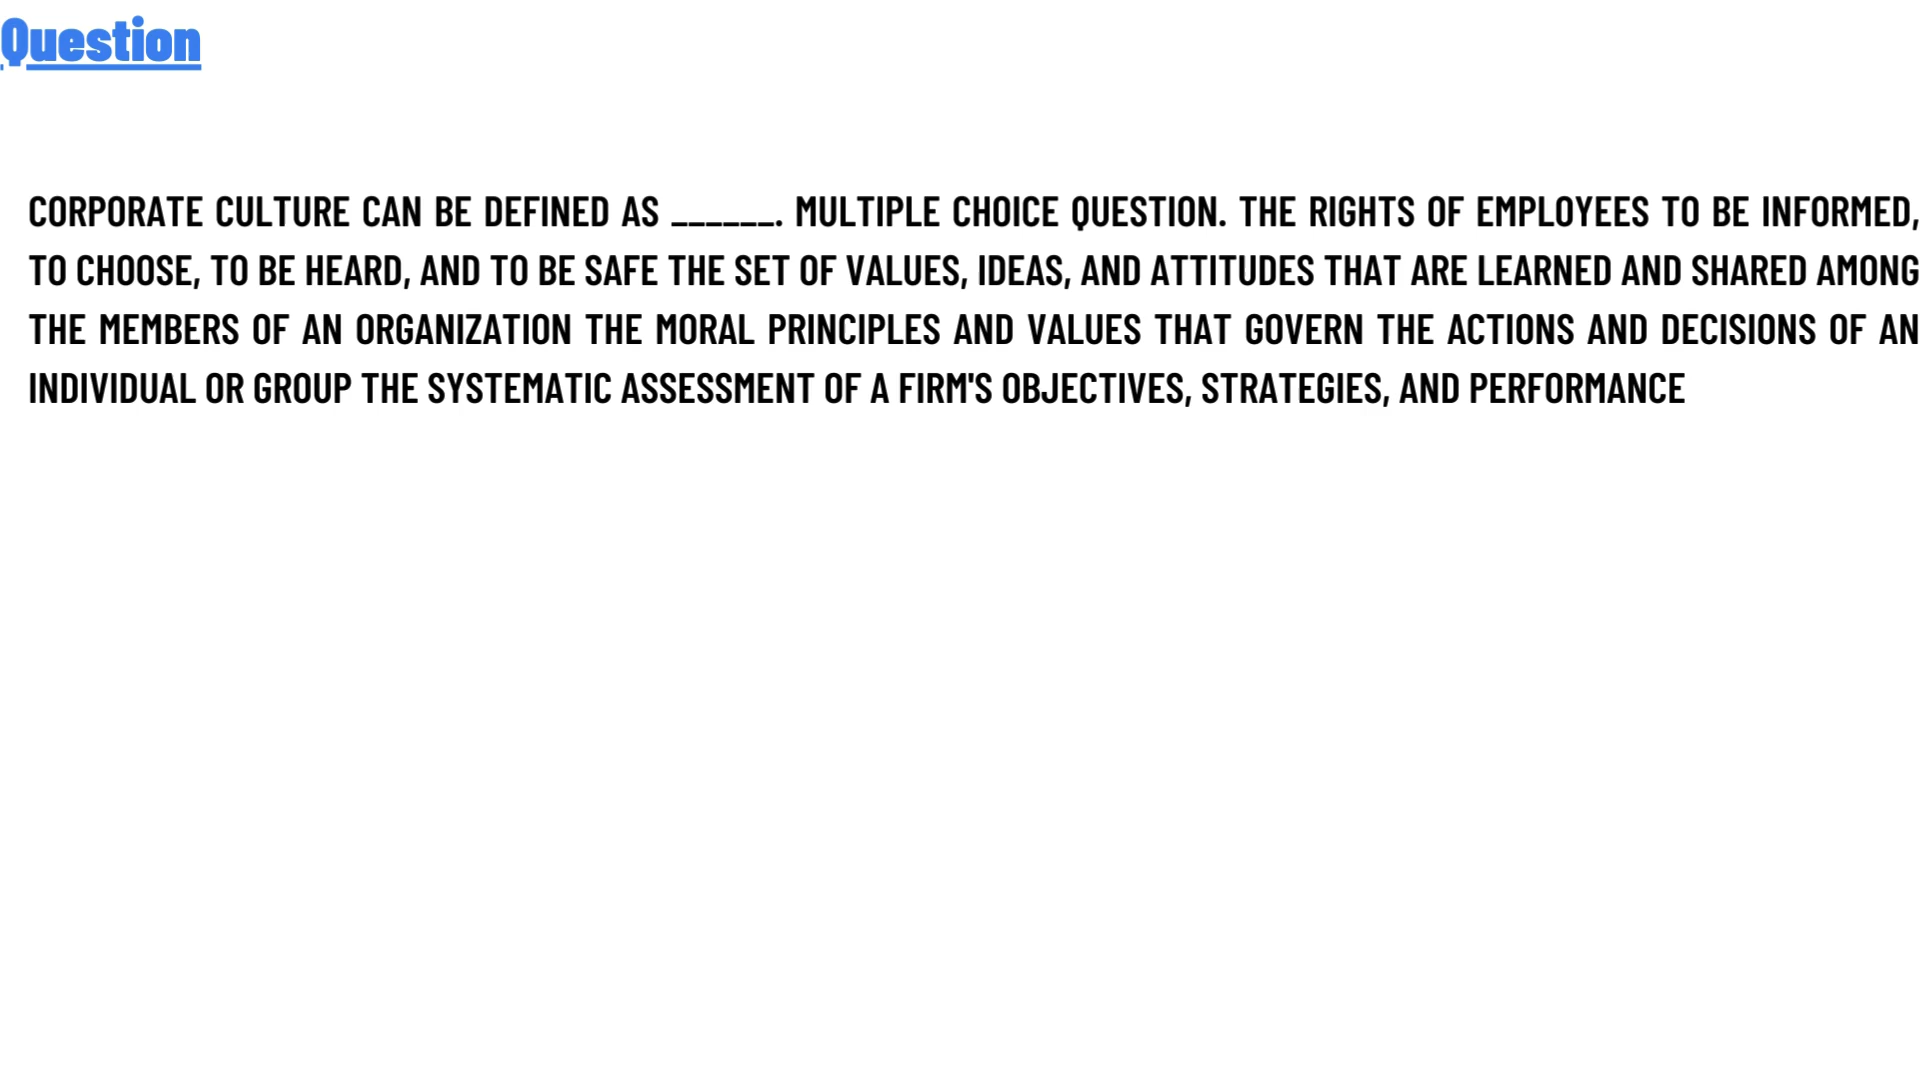 Question
CORPORATE CULTURE CAN BE DEFINED AS ______. MULTIPLE CHOICE QUESTION. THE RIGHTS OF EMPLOYEES TO BE INFORMED,
TO CHOOSE, TO BE HEARD, AND TO BE SAFE THE SET OF VALUES, IDEAS, AND ATTITUDES THAT ARE LEARNED AND SHARED AMONG
THE MEMBERS OF AN ORGANIZATION THE MORAL PRINCIPLES AND VALUES THAT GOVERN THE ACTIONS AND DECISIONS OF AN
INDIVIDUAL OR GROUP THE SYSTEMATIC ASSESSMENT OF A FIRM'S OBJECTIVES, STRATEGIES, AND PERFORMANCE